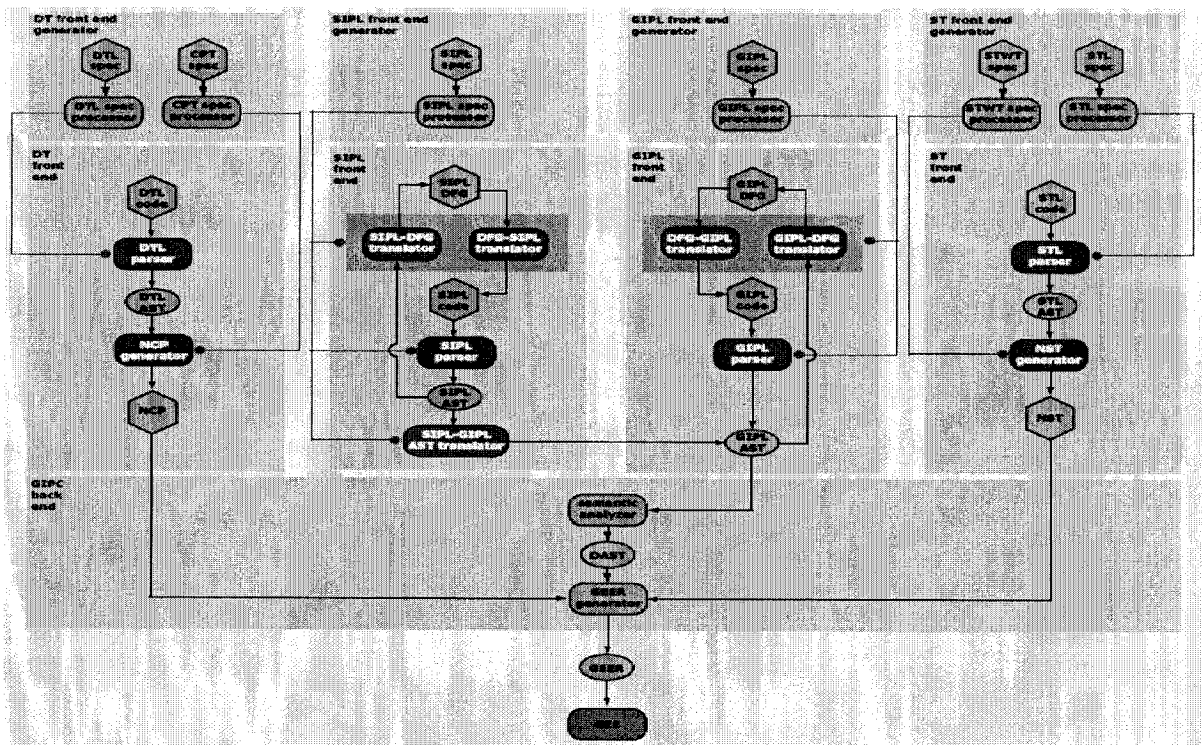 DT front end
generator
DTL
spec
CPT
spec
DTL spec
processor
CPT spec
processor
SIPL front end
generator
SIPL
spec
SIPL spec
processor
GIPL front end
generator
GIPL
spec
GIPL spec
processor
ST front end
generator
STWT
spec
STL
spec
STWT spec
processor
STL spec
processor
DT
front
end
DTL
code
DTL
parser
DTL
AST
NCP
generator
NCP
SIPL
front
end
SIPL
DFG
SIPL-DFG
translator
DFG-SIPL
translator
SIPL
code
SIPL
parser
SIPL
AST
SIPL-GIPL
AST translator
GIPL
front
end
GIPL
DFG
DFG-GIPL
translator
GIPL-DFG
translator
GIPL
code
GIPL
parser
GIPL
AST
ST
front
end
STL
code
STL
parser
STL
AST
NST
generator
NST
GIPC
back
end
semantic
analyzer
DAST
GEER
generator
GEER